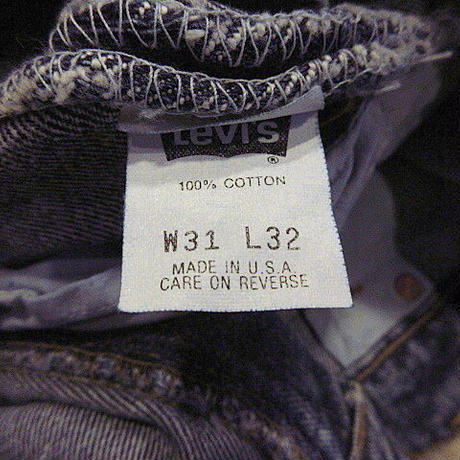 Levi's
®
100% COTTON
W31 L32
MADE IN U.S.A.
CARE ON REVERSE